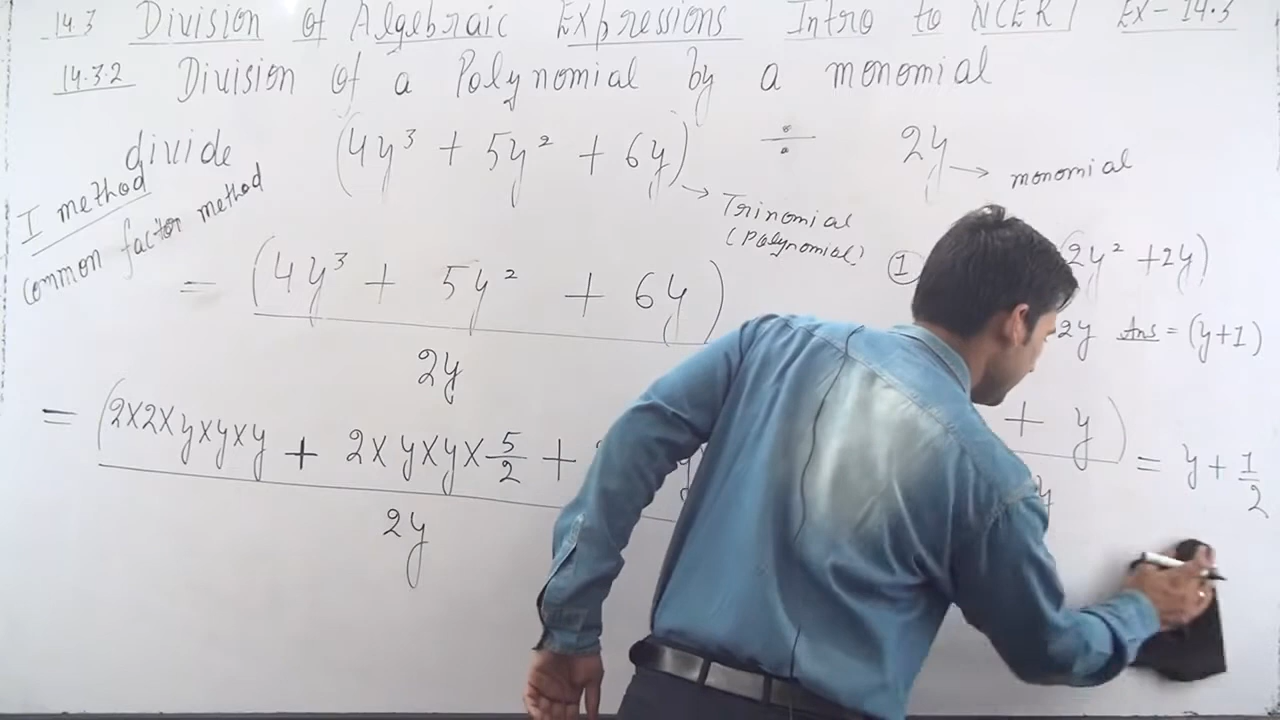 14.3 Division of Algebraic Expressions Intro to NCERT Ex-14.3
14.3.2 Division of a Polynomial by a monomial
divide (4y³ + 5y² + 6y) ÷ 2y → monomial
→ Trinomial
(Polynomial)
I method
common factor method
= (4y³ + 5y² + 6y)
2y
① (2y² + 2y)
2y Ans = (y+1)
= (2×2×y×y×y + 2×y×y×5/2 +
2y
+ y) = y + 1/2
y